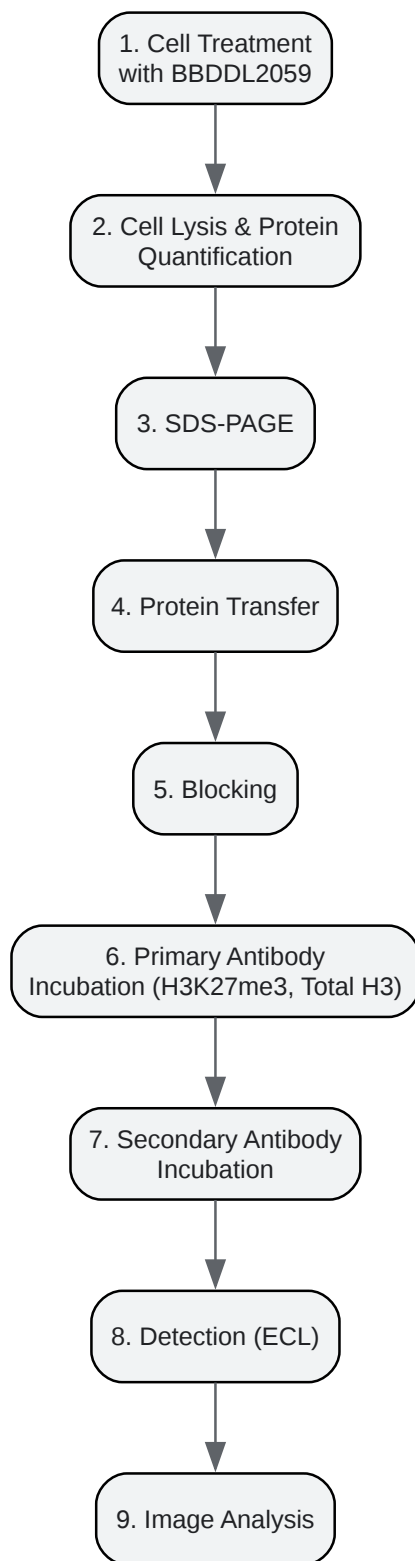 1. Cell Treatment
with BBDDL2059
2. Cell Lysis & Protein
Quantification
3. SDS-PAGE
4. Protein Transfer
5. Blocking
6. Primary Antibody
Incubation (H3K27me3, Total H3)
7. Secondary Antibody
Incubation
8. Detection (ECL)
9. Image Analysis